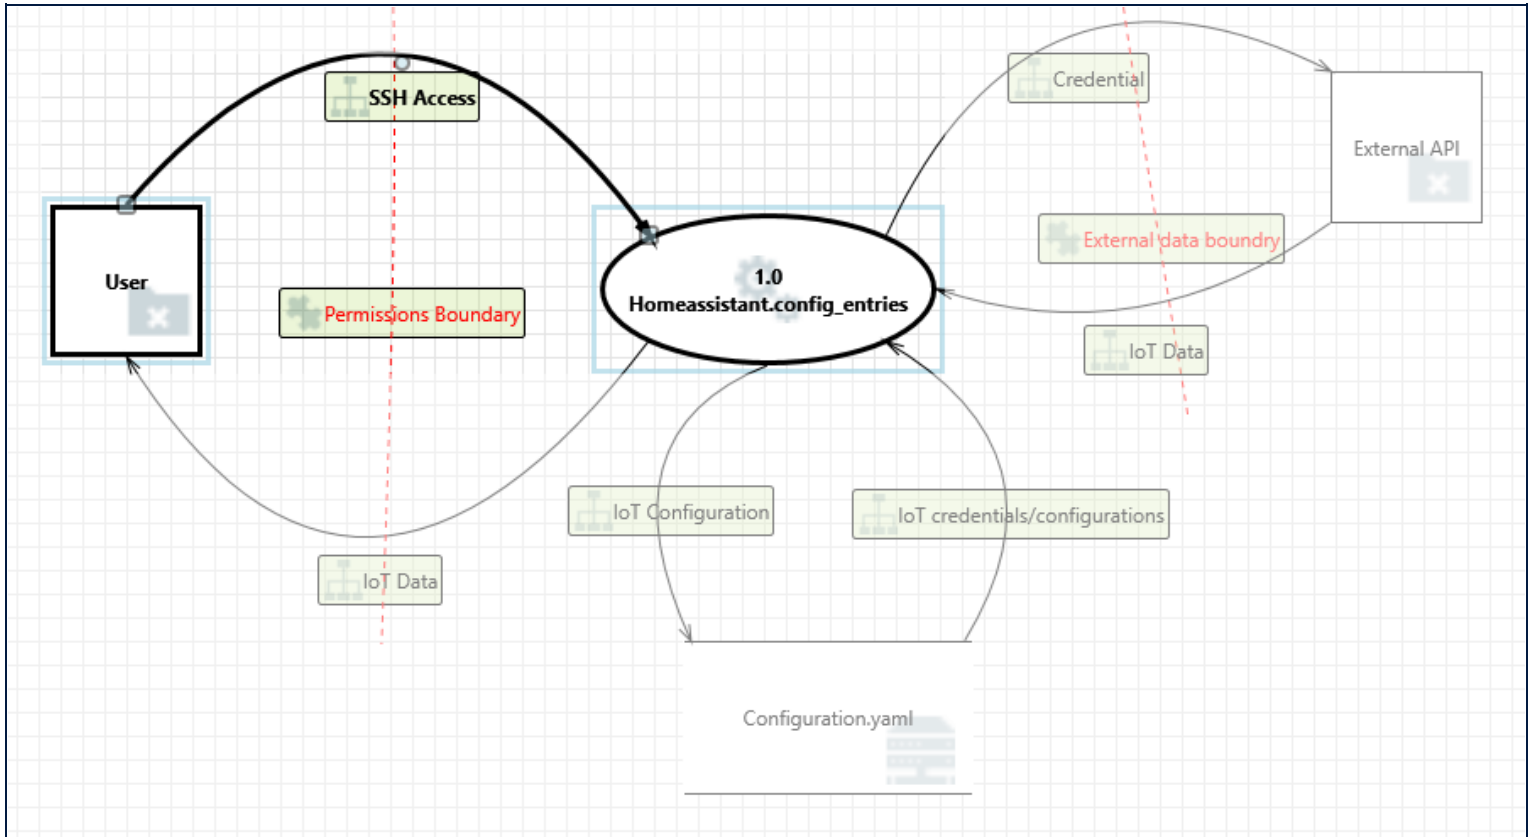 SSH Access
Credential
External API
User
Permissions Boundary
1.0
Homeassistant.config_entries
External data boundry
IoT Data
IoT Configuration
IoT credentials/configurations
IoT Data
Configuration.yaml